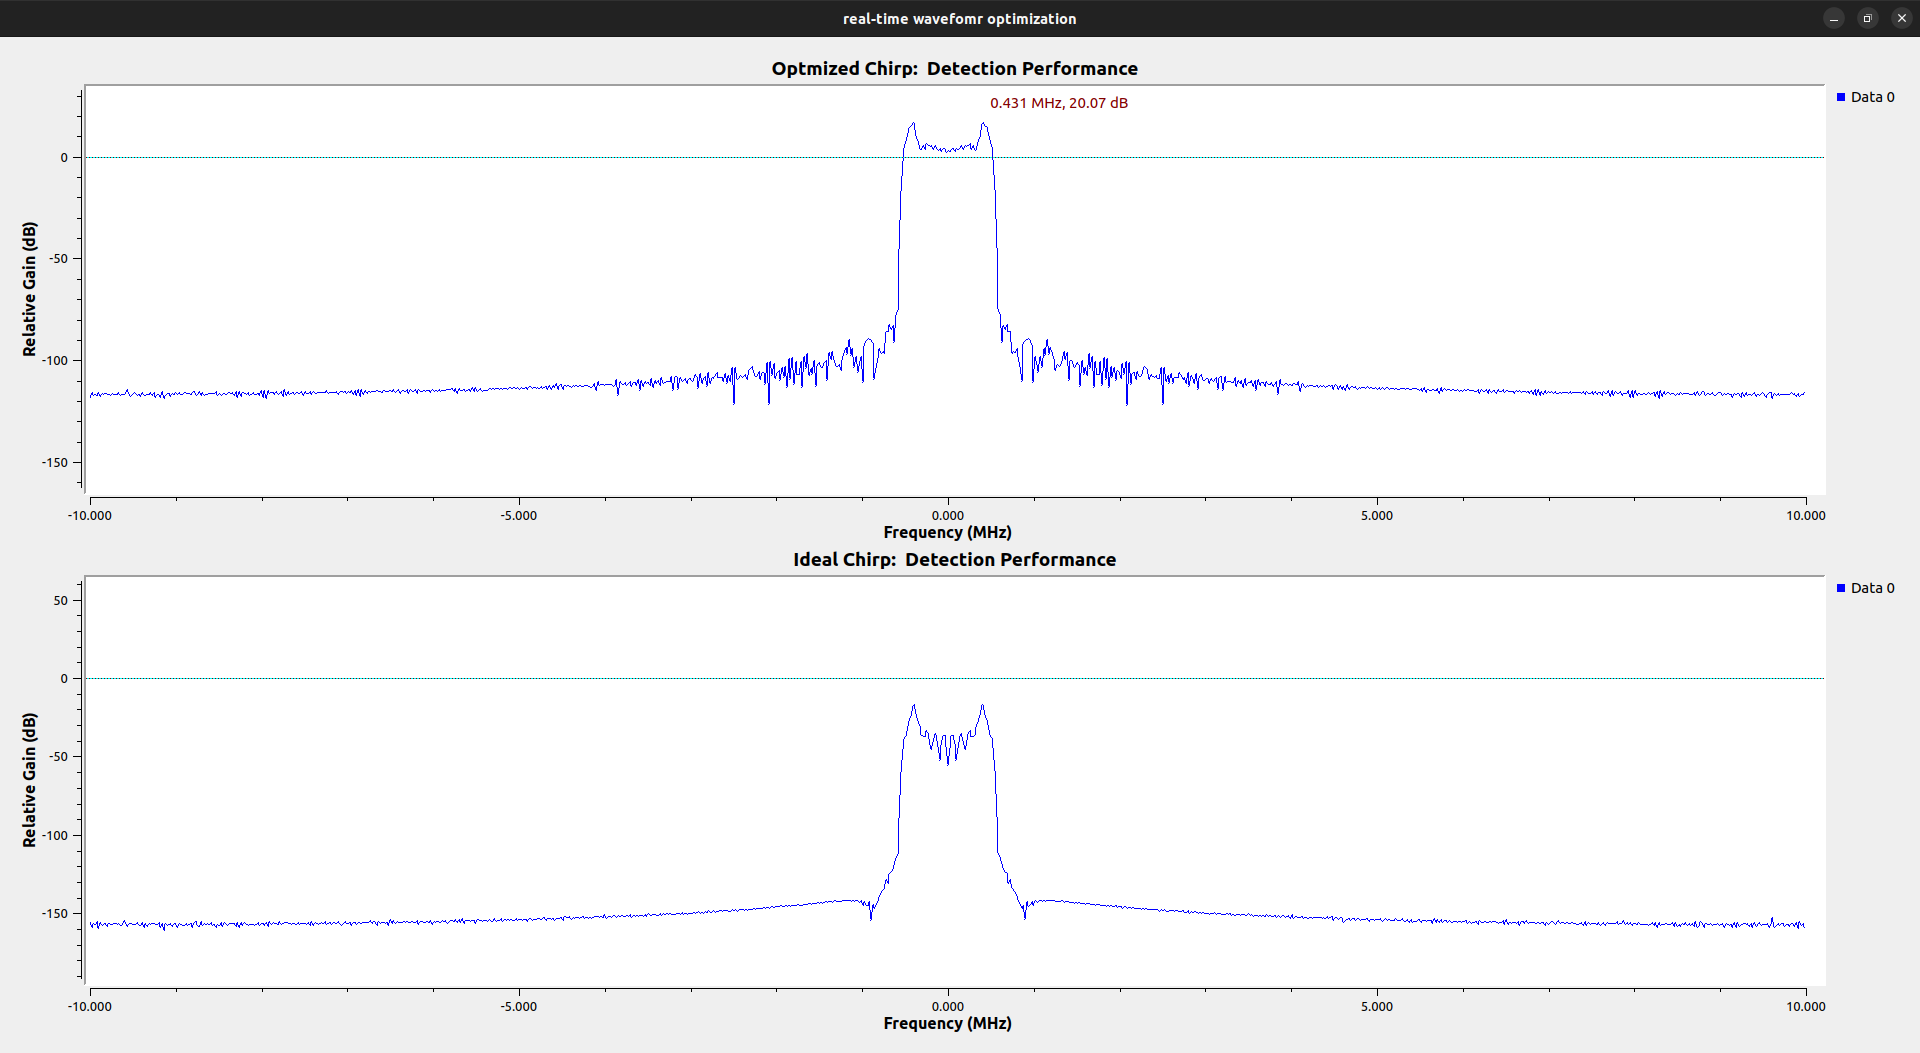 real-time wavefomr optimization
Optmized Chirp:  Detection Performance
0.431 MHz, 20.07 dB
Data 0
Relative Gain (dB)
0
-50
-100
-150
-10.000 -5.000 0.000 5.000 10.000
Frequency (MHz)
Ideal Chirp:  Detection Performance
Data 0
Relative Gain (dB)
50
0
-50
-100
-150
-10.000 -5.000 0.000 5.000 10.000
Frequency (MHz)